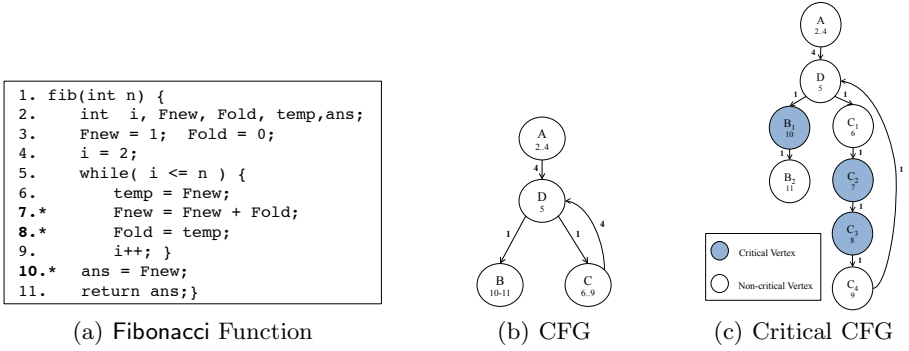 1. fib(int n) {
2. int i, Fnew, Fold, temp,ans;
3. Fnew = 1; Fold = 0;
4. i = 2;
5. while( i <= n ) {
6. temp = Fnew;
7.* Fnew = Fnew + Fold;
8.* Fold = temp;
9. i++; }
10.* ans = Fnew;
11. return ans;}
(a) Fibonacci Function
A
2..4
4
D
5
1
1
4
B
10-11
C
6..9
(b) CFG
A
2..4
4
D
5
1
1
B1
10
C1
6
1
1
1
B2
11
C2
7
1
C3
8
1
C4
9
Critical Vertex
Non-critical Vertex
(c) Critical CFG